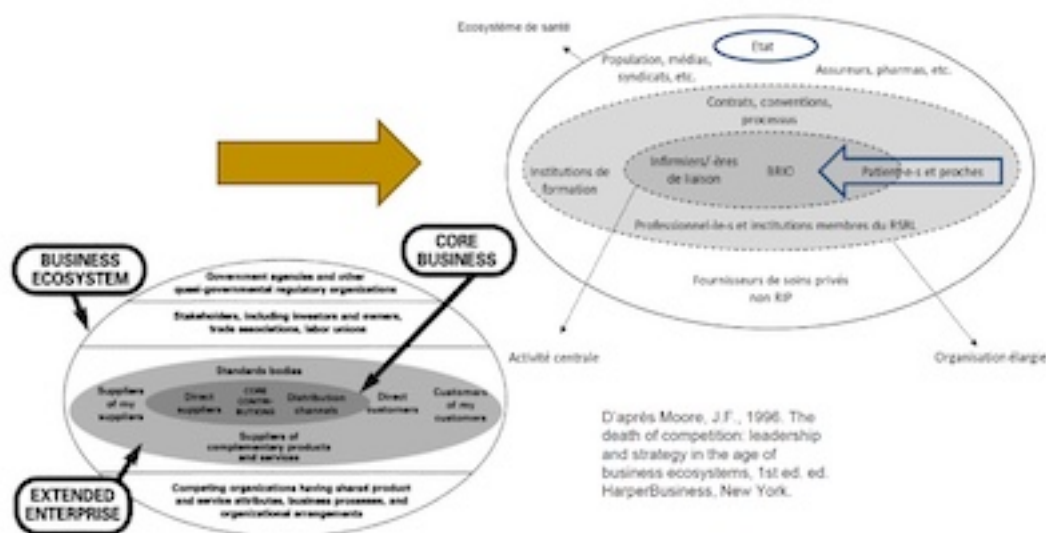 Ecosystème de santé
Etat
Population, médias,
syndicats, etc.
Assureurs, pharmas, etc.
Contrats, conventions,
processus
Institutions de
formation
Infirmiers/-ères
de liaison
BRIO
Patient-e-s et proches
Professionnel-le-s et institutions membres du RSRL
Fournisseurs de soins privés
non RIP
Activité centrale
Organisation élargie
BUSINESS
ECOSYSTEM
CORE
BUSINESS
Government agencies and other
quasi-governmental regulatory organizations
Stakeholders, including investors and owners,
trade associations, labor unions
Standards bodies
Suppliers
of my
suppliers
Direct
suppliers
CORE
CONTRI-
BUTIONS
Distribution
channels
Direct
customers
Customers
of my
customers
Suppliers of
complementary products
and services
EXTENDED
ENTERPRISE
Competing organizations having shared product
and service attributes, business processes, and
organizational arrangements
D'après Moore, J.F., 1996. The
death of competition: leadership
and strategy in the age of
business ecosystems, 1st ed. ed.
HarperBusiness, New York.